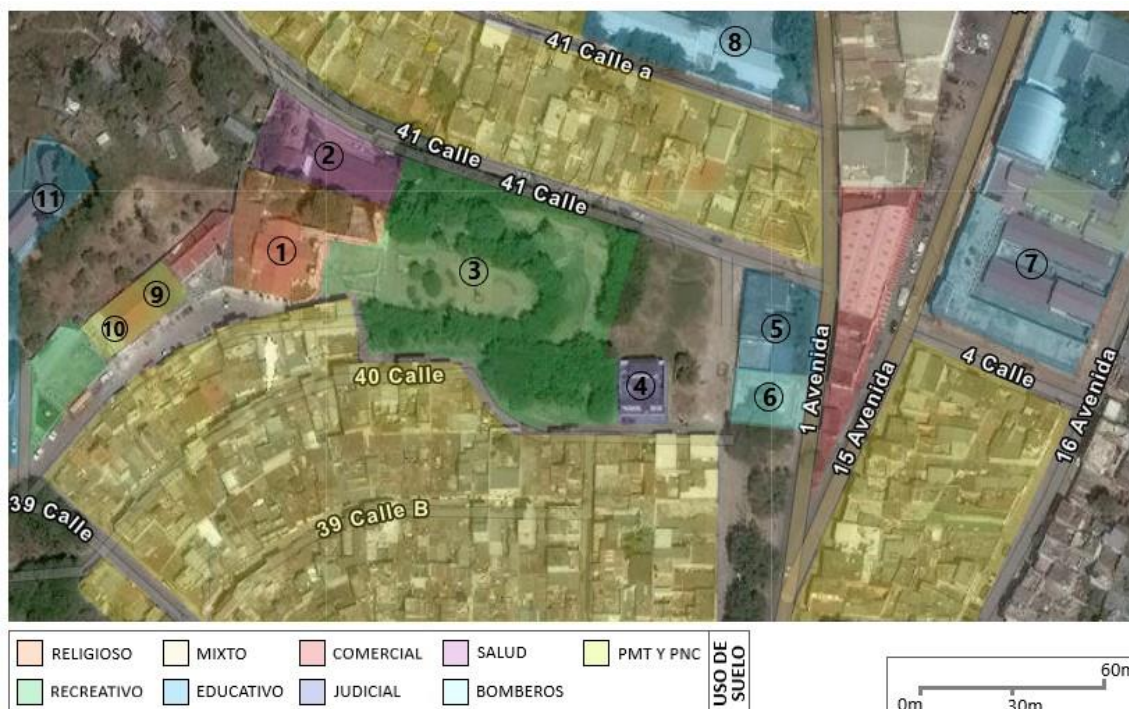 8
41 Calle a
41 Calle
41 Calle
2
11
1
3
7
9
10
5
4
6
40 Calle
4 Calle
1 Avenida
15 Avenida
16 Avenida
39 Calle
39 Calle B
RELIGIOSO
MIXTO
COMERCIAL
SALUD
PMT Y PNC
RECREATIVO
EDUCATIVO
JUDICIAL
BOMBEROS
USO DE
SUELO
60m
0m
30m